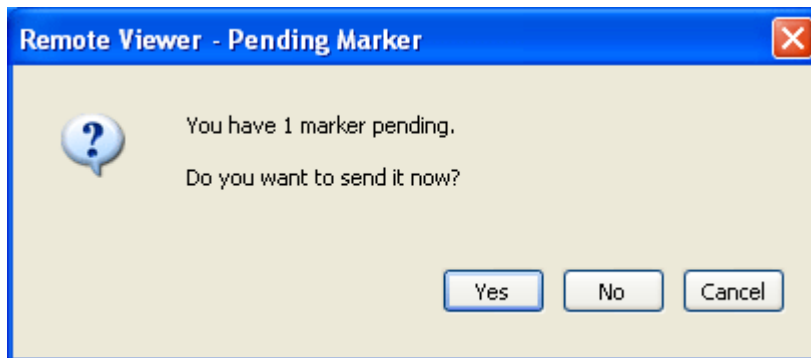 Remote Viewer - Pending Marker
You have 1 marker pending.
Do you want to send it now?
Yes No Cancel